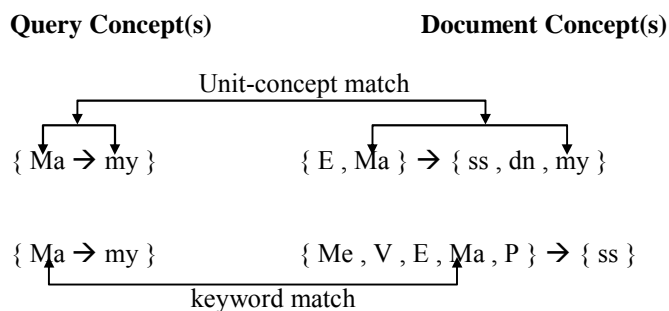 Query Concept(s) Document Concept(s)
Unit-concept match
{ Ma → my } { E , Ma } → { ss , dn , my }
{ Ma → my } { Me , V , E , Ma , P } → { ss }
keyword match